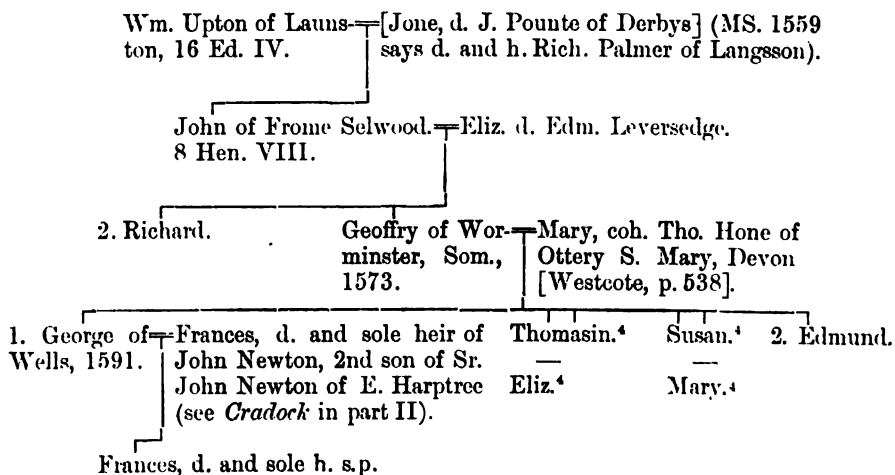 Wm. Upton of Launs-=[Jone, d. J. Pounte of Derbys] (MS. 1559
ton, 16 Ed. IV. says d. and h. Rich. Palmer of Langsson).
John of Frome Selwood.=Eliz. d. Edm. Leversedge.
8 Hen. VIII.
2. Richard. Geoffry of Wor-=Mary, coh. Tho. Hone of
minster, Som., Ottery S. Mary, Devon
1573. [Westcote, p. 538].
1. George of=Frances, d. and sole heir of Thomasin.⁴ Susan.⁴ 2. Edmund.
Wells, 1591. John Newton, 2nd son of Sr. — —
John Newton of E. Harptree Eliz.⁴ Mary.⁴
(see Cradock in part II).
Frances, d. and sole h. s.p.